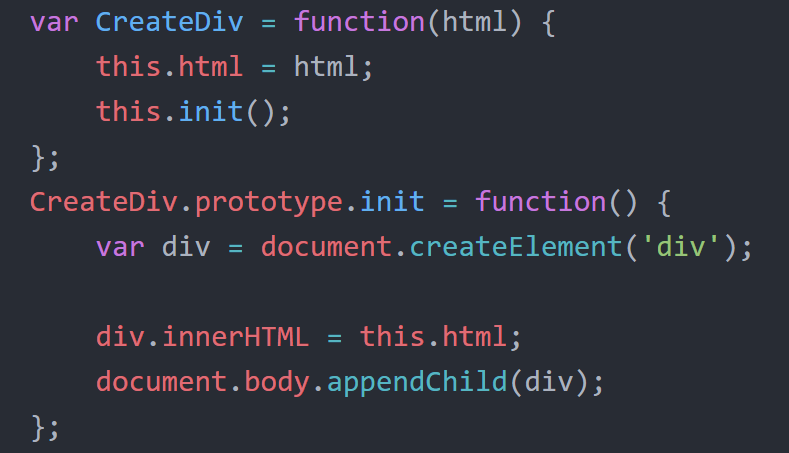 var CreateDiv = function(html) {
    this.html = html;
    this.init();
};
CreateDiv.prototype.init = function() {
    var div = document.createElement('div');

    div.innerHTML = this.html;
    document.body.appendChild(div);
};